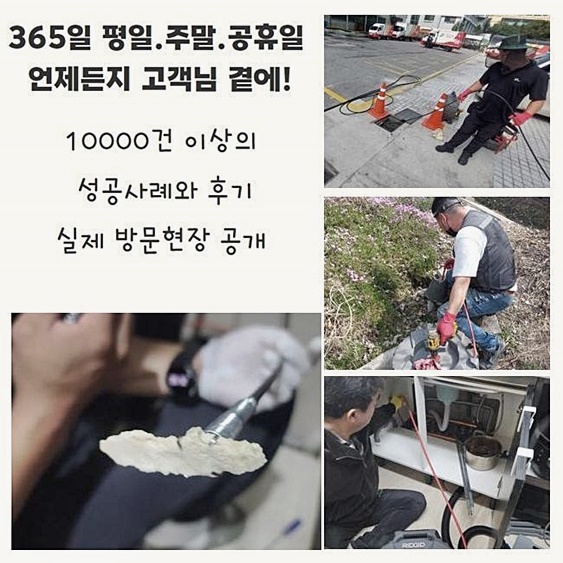 365일 평일.주말.공휴일
언제든지 고객님 곁에!
10000건 이상의
성공사례와 후기
실제 방문현장 공개
RIDGID